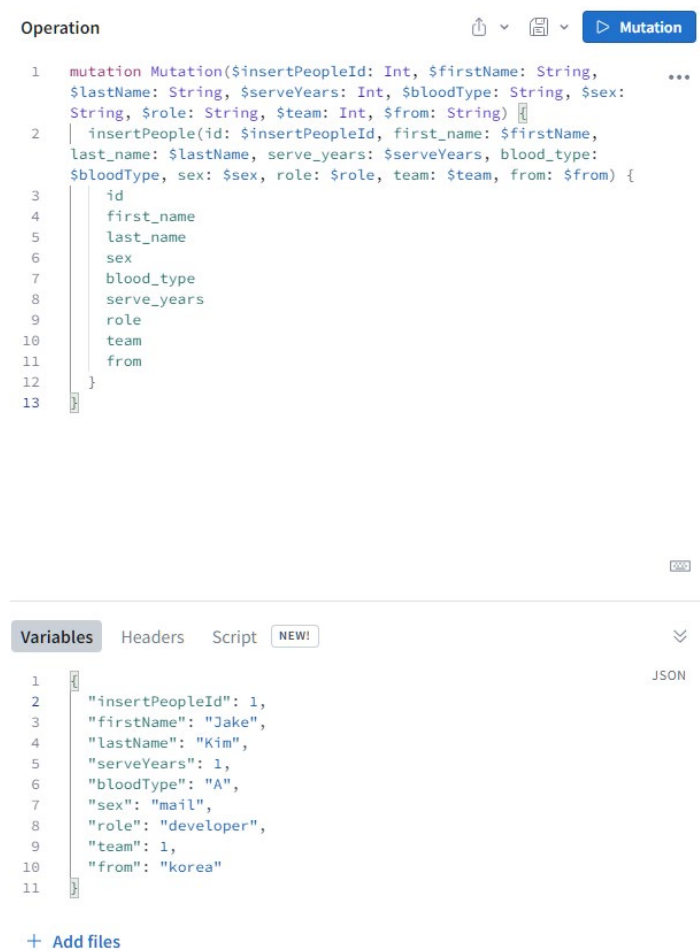 Operation
Mutation
1 mutation Mutation($insertPeopleId: Int, $firstName: String,
$lastName: String, $serveYears: Int, $bloodType: String, $sex:
String, $role: String, $team: Int, $from: String) {
2 insertPeople(id: $insertPeopleId, first_name: $firstName,
last_name: $lastName, serve_years: $serveYears, blood_type:
$bloodType, sex: $sex, role: $role, team: $team, from: $from) {
3 id
4 first_name
5 last_name
6 sex
7 blood_type
8 serve_years
9 role
10 team
11 from
12 }
13 }
Variables Headers Script NEW!
JSON
1 {
2 "insertPeopleId": 1,
3 "firstName": "Jake",
4 "lastName": "Kim",
5 "serveYears": 1,
6 "bloodType": "A",
7 "sex": "mail",
8 "role": "developer",
9 "team": 1,
10 "from": "korea"
11 }
+ Add files